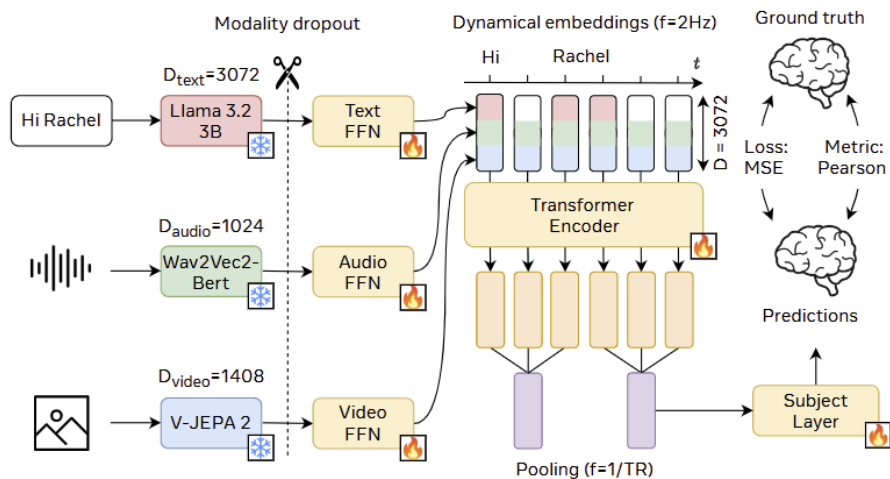 Modality dropout
Dynamical embeddings (f=2Hz)
Ground truth
D_text=3072
Hi Rachel
t
Hi Rachel
Llama 3.2
3B
Text
FFN
D = 3072
Loss:
MSE
Metric:
Pearson
Transformer
Encoder
D_audio=1024
Wav2Vec2-
Bert
Audio
FFN
Predictions
D_video=1408
V-JEPA 2
Video
FFN
Subject
Layer
Pooling (f=1/TR)